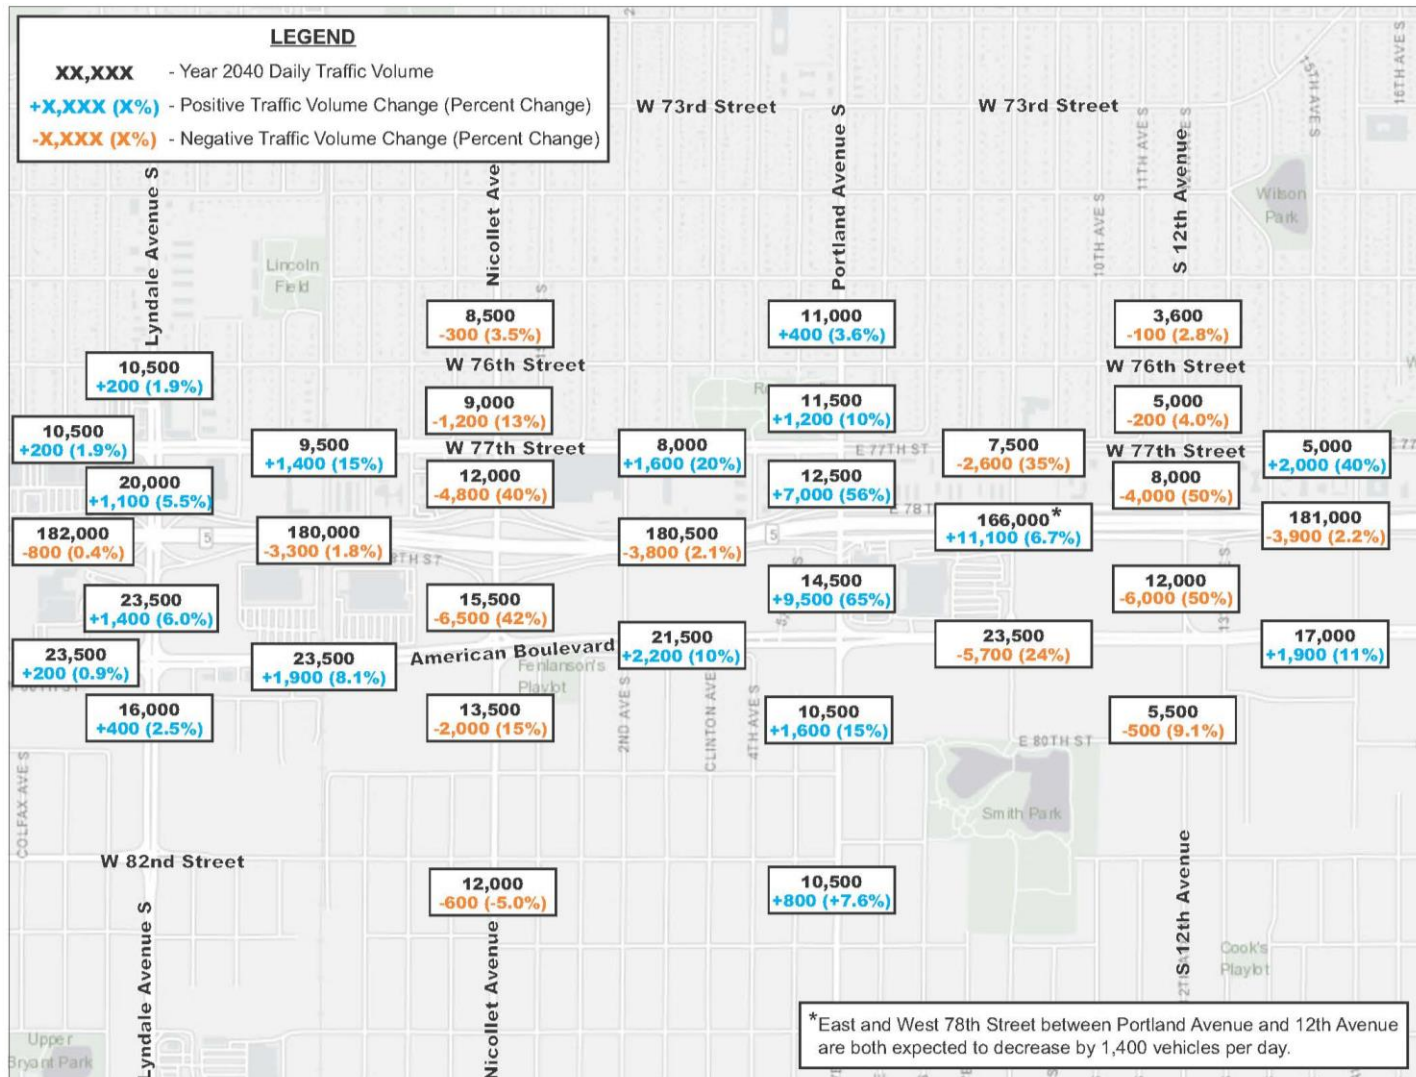 LEGEND
XX,XXX - Year 2040 Daily Traffic Volume
+X,XXX (X%) - Positive Traffic Volume Change (Percent Change)
-X,XXX (X%) - Negative Traffic Volume Change (Percent Change)
W 73rd Street
W 73rd Street
Lyndale Avenue S
Nicollet Ave
Portland Avenue S
S 12th Avenue
10TH AVE S
11TH AVE S
15TH AVE S
16TH AVE S
Wilson
Park
Lincoln
Field
8,500
-300 (3.5%)
11,000
+400 (3.6%)
3,600
-100 (2.8%)
W 76th Street
W 76th Street
10,500
+200 (1.9%)
9,000
-1,200 (13%)
11,500
+1,200 (10%)
5,000
-200 (4.0%)
10,500
+200 (1.9%)
9,500
+1,400 (15%)
W 77th Street
8,000
+1,600 (20%)
E 77TH ST
7,500
-2,600 (35%)
W 77th Street
5,000
+2,000 (40%)
E 77
20,000
+1,100 (5.5%)
12,000
-4,800 (40%)
12,500
+7,000 (56%)
8,000
-4,000 (50%)
E 78T
182,000
-800 (0.4%)
180,000
-3,300 (1.8%)
5
180,500
-3,800 (2.1%)
5
166,000*
+11,100 (6.7%)
181,000
-3,900 (2.2%)
8TH ST
23,500
+1,400 (6.0%)
15,500
-6,500 (42%)
14,500
+9,500 (65%)
12,000
-6,000 (50%)
23,500
+200 (0.9%)
23,500
+1,900 (8.1%)
American Boulevard
21,500
+2,200 (10%)
23,500
-5,700 (24%)
17,000
+1,900 (11%)
Fenlanson's
Playlot
16,000
+400 (2.5%)
13,500
-2,000 (15%)
2ND AVE S
CLINTON AVE
4TH AVE S
10,500
+1,600 (15%)
E 80TH ST
5,500
-500 (9.1%)
COLFAX AVE S
Smith Park
W 82nd Street
12,000
-600 (-5.0%)
10,500
+800 (+7.6%)
Lyndale Avenue S
Nicollet Avenue
S 12th Avenue
Cook's
Playlot
Upper
Bryant Park
*East and West 78th Street between Portland Avenue and 12th Avenue
are both expected to decrease by 1,400 vehicles per day.